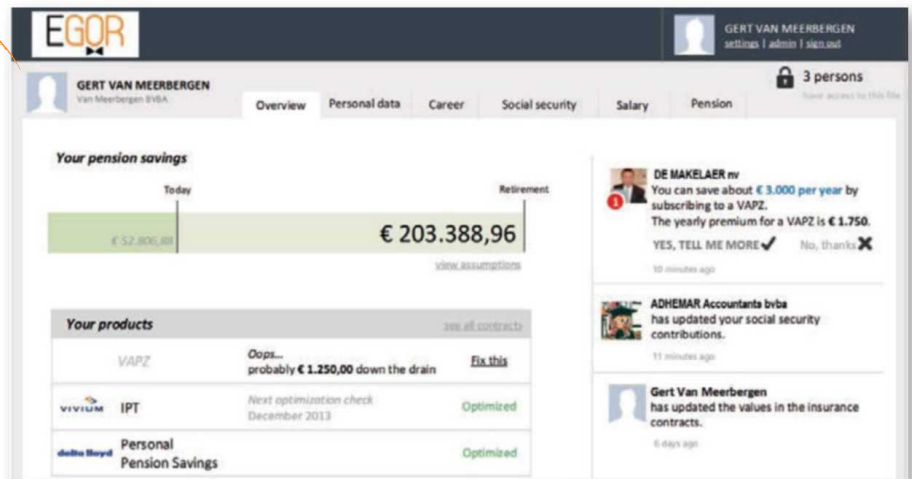 EGOR
GERT VAN MEERBERGEN
settings | admin | sign out
GERT VAN MEERBERGEN
Van Meerbergen BVBA
3 persons
have access to this file
Overview
Personal data
Career
Social security
Salary
Pension
Your pension savings
Today
Retirement
€ 52.806,88
€ 203.388,96
view assumptions
Your products
see all contracts
VAPZ
Oops...
probably € 1.250,00 down the drain
Fix this
VIVIUM
IPT
Next optimization check
December 2013
Optimized
delta lloyd
Personal
Pension Savings
Optimized
1
DE MAKELAER nv
You can save about € 3.000 per year by
subscribing to a VAPZ.
The yearly premium for a VAPZ is € 1.750.
YES, TELL ME MORE
No, thanks
10 minutes ago
ADHEMAR Accountants bvba
has updated your social security
contributions.
11 minutes ago
Gert Van Meerbergen
has updated the values in the insurance
contracts.
6 days ago